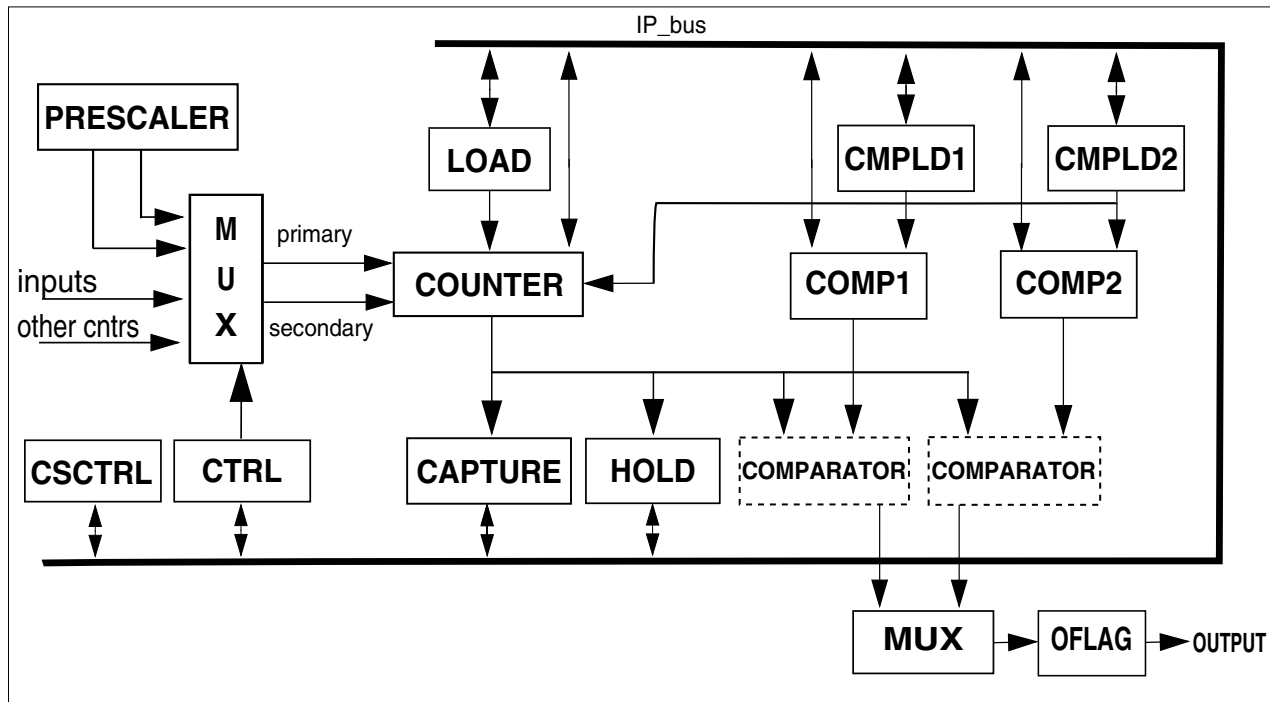 IP_bus
PRESCALER
LOAD
CMPLD1
CMPLD2
M
U
X
primary
secondary
inputs
other cntrs
COUNTER
COMP1
COMP2
CSCTRL
CTRL
CAPTURE
HOLD
COMPARATOR
COMPARATOR
MUX
OFLAG
OUTPUT